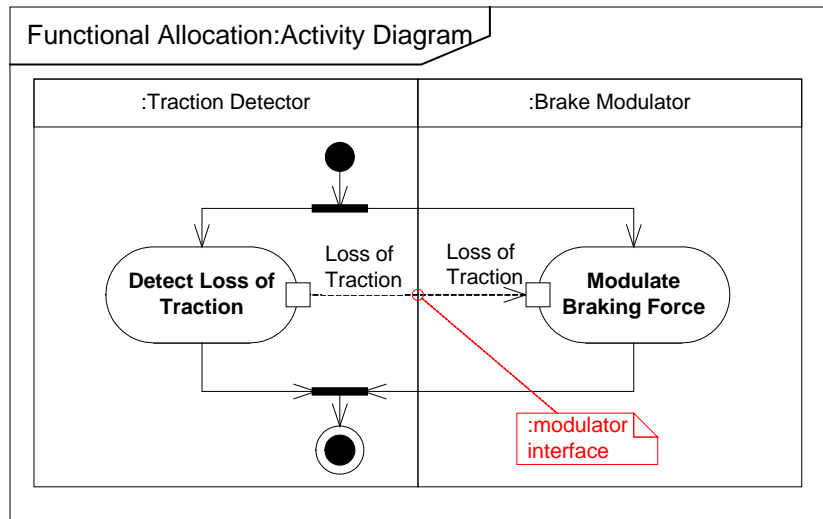 Functional Allocation:Activity Diagram
:Traction Detector
:Brake Modulator
Loss of
Traction
Loss of
Traction
Detect Loss of
Traction
Modulate
Braking Force
:modulator
interface